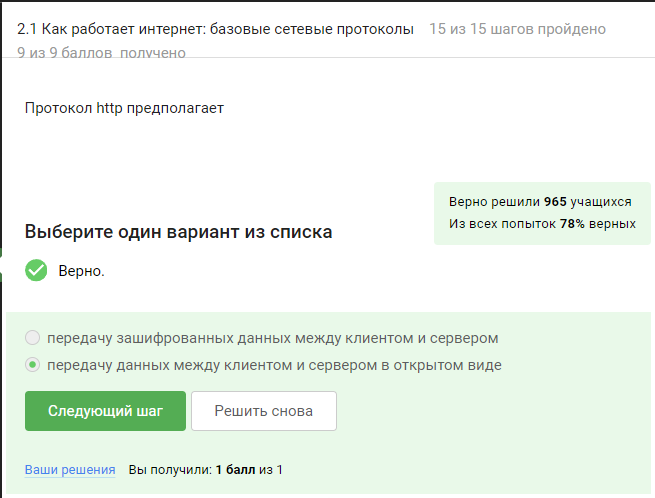 2.1 Как работает интернет: базовые сетевые протоколы 15 из 15 шагов пройдено
9 из 9 баллов получено
Протокол http предполагает
Верно решили 965 учащихся
Из всех попыток 78% верных
Выберите один вариант из списка
Верно.
передачу зашифрованных данных между клиентом и сервером
передачу данных между клиентом и сервером в открытом виде
Следующий шаг Решить снова
Ваши решения Вы получили: 1 балл из 1